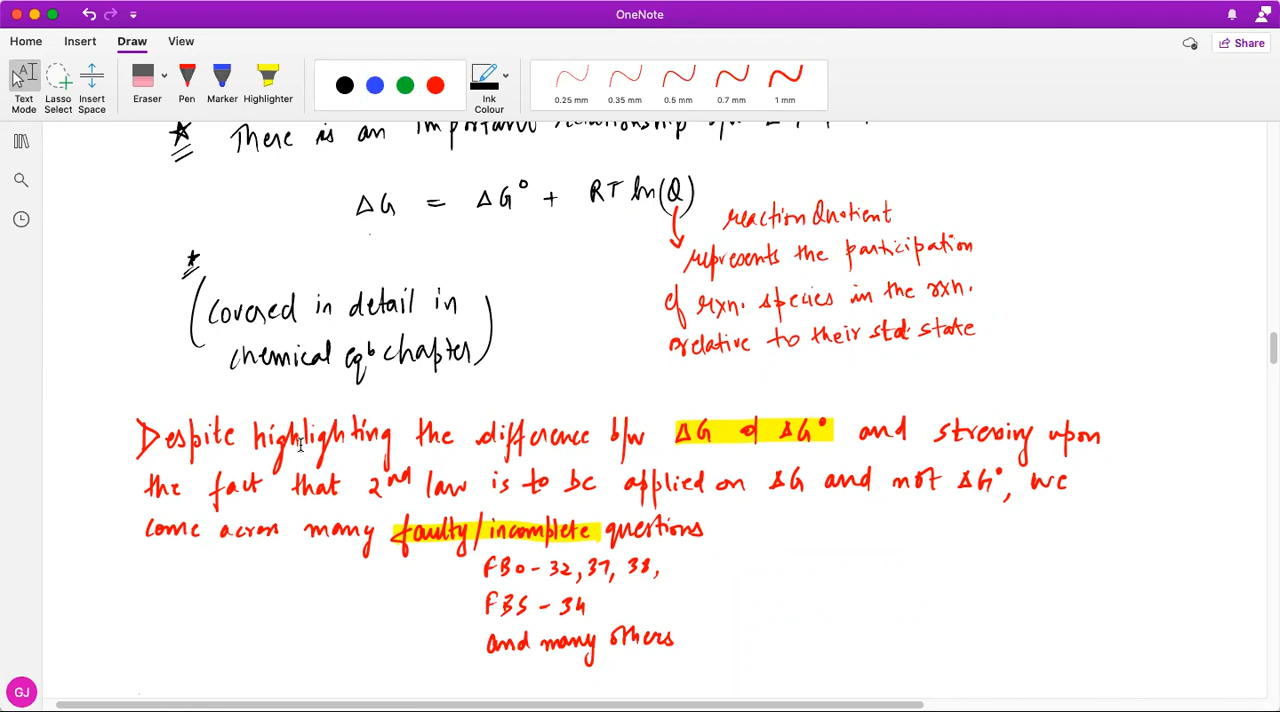 OneNote
Home Insert Draw View
Share
Text Mode
Lasso Select
Insert Space
Eraser
Pen
Marker
Highlighter
Ink Colour
0.25 mm 0.35 mm 0.5 mm 0.7 mm 1 mm
* There is an important relationship b/w
ΔG = ΔG° + RT ln(Q)
reaction Quotient
represents the participation
of rxn. species in the rxn.
relative to their std. state
*
(covered in detail in
chemical eqb chapter)
Despite highlighting the difference b/w ΔG & ΔG° and stressing upon
the fact that 2nd law is to be applied on ΔG and not ΔG°, we
come across many faulty/incomplete questions
FBO - 32, 37, 38,
FBS - 34
and many others
GJ